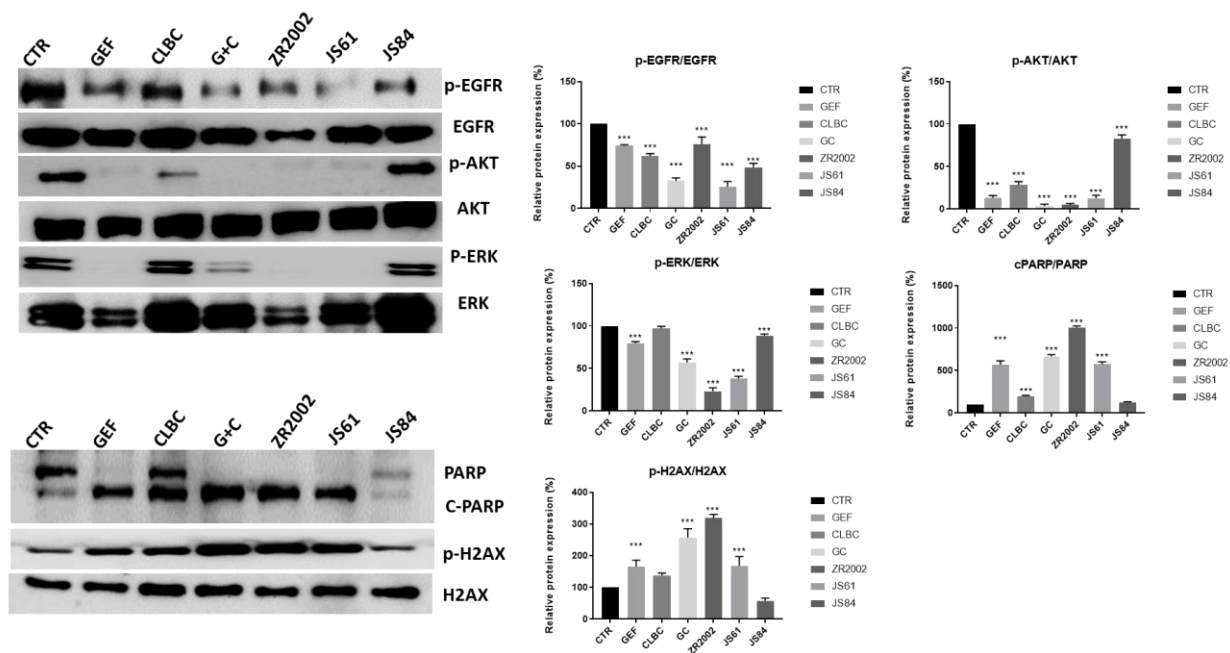 CTR GEF CLBC G+C ZR2002 JS61 JS84
p-EGFR
EGFR
p-AKT
AKT
P-ERK
ERK
CTR GEF CLBC G+C ZR2002 JS61 JS84
PARP
C-PARP
p-H2AX
H2AX
p-EGFR/EGFR
Relative protein expression (%)
150
100
50
0
*** *** *** *** *** ***
CTR GEF CLBC GC ZR2002 JS61 JS84
CTR
GEF
CLBC
GC
ZR2002
JS61
JS84
p-AKT/AKT
Relative protein expression (%)
150
100
50
0
*** *** *** *** *** ***
CTR GEF CLBC GC ZR2002 JS61 JS84
CTR
GEF
CLBC
GC
ZR2002
JS61
JS84
p-ERK/ERK
Relative protein expression (%)
150
100
50
0
*** *** *** *** ***
CTR GEF CLBC GC ZR2002 JS61 JS84
CTR
GEF
CLBC
GC
ZR2002
JS61
JS84
cPARP/PARP
Relative protein expression (%)
1500
1000
500
0
*** *** *** *** ***
CTR GEF CLBC GC ZR2002 JS61 JS84
CTR
GEF
CLBC
GC
ZR2002
JS61
JS84
p-H2AX/H2AX
Relative protein expression (%)
400
300
200
100
0
*** *** *** ***
CTR GEF CLBC GC ZR2002 JS61 JS84
CTR
GEF
CLBC
GC
ZR2002
JS61
JS84